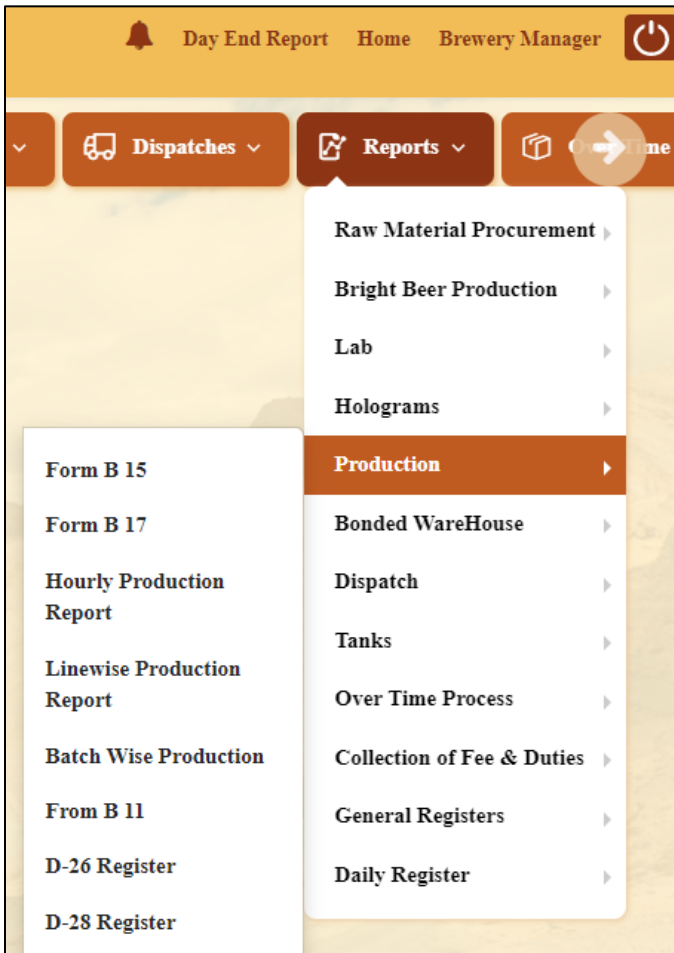 Day End Report Home Brewery Manager
Dispatches Reports Over Time
Raw Material Procurement
Bright Beer Production
Lab
Holograms
Production
Bonded WareHouse
Dispatch
Tanks
Over Time Process
Collection of Fee & Duties
General Registers
Daily Register
Form B 15
Form B 17
Hourly Production
Report
Linewise Production
Report
Batch Wise Production
From B 11
D-26 Register
D-28 Register